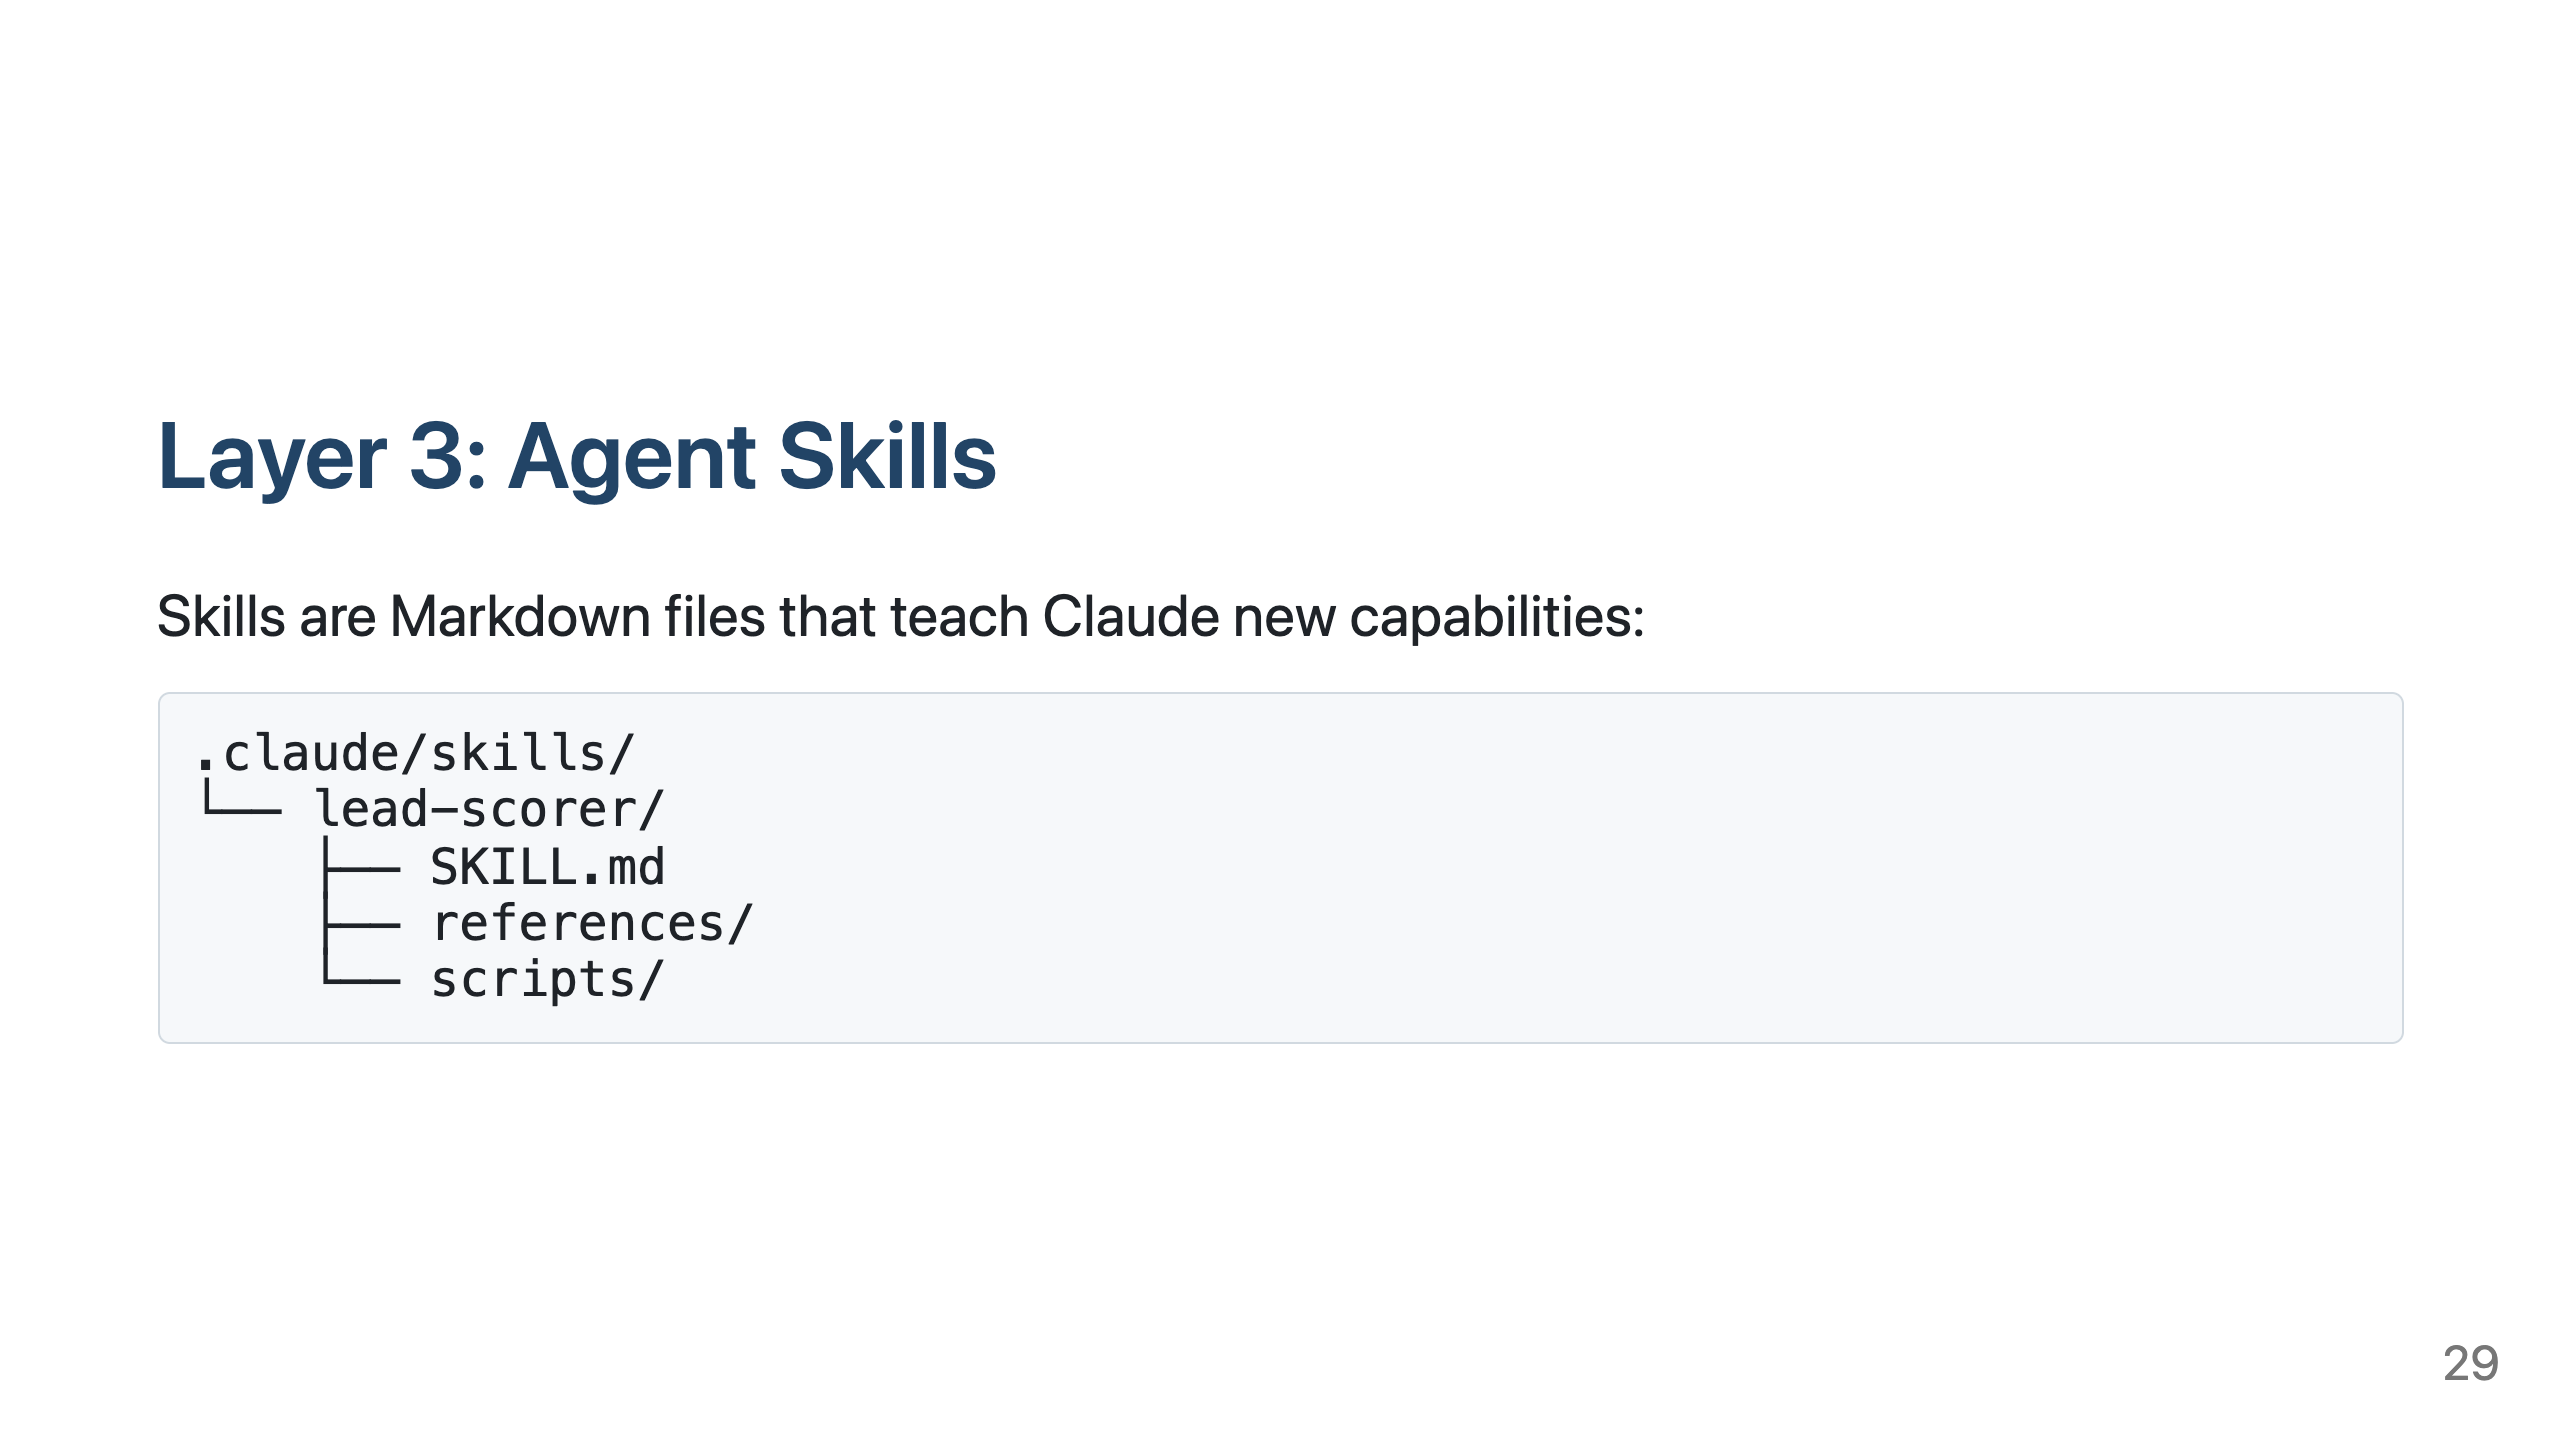 Layer 3: Agent Skills
Skills are Markdown files that teach Claude new capabilities:
.claude/skills/
└── lead-scorer/
    ├── SKILL.md
    ├── references/
    └── scripts/
29